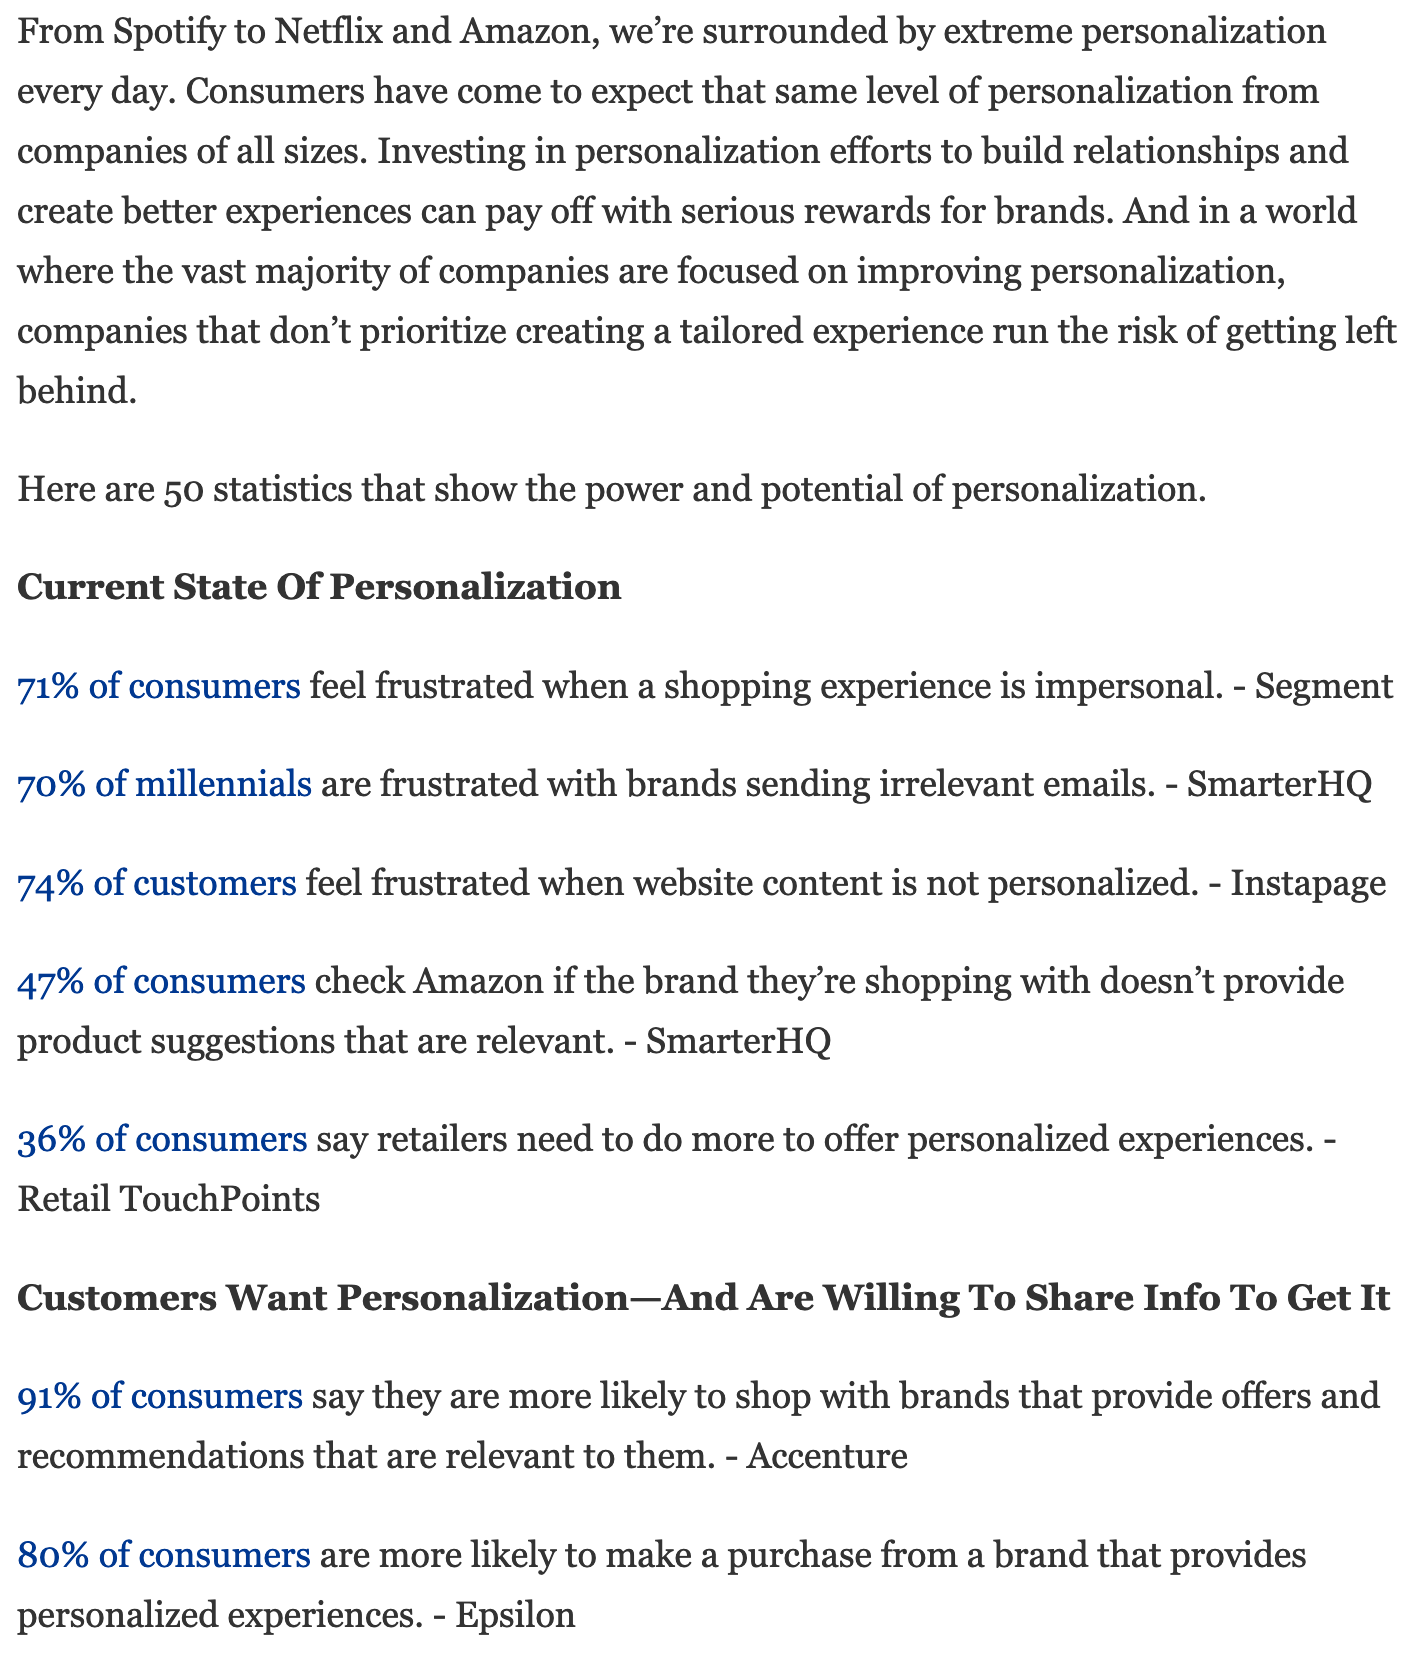 From Spotify to Netflix and Amazon, we’re surrounded by extreme personalization
every day. Consumers have come to expect that same level of personalization from
companies of all sizes. Investing in personalization efforts to build relationships and
create better experiences can pay off with serious rewards for brands. And in a world
where the vast majority of companies are focused on improving personalization,
companies that don’t prioritize creating a tailored experience run the risk of getting left
behind.
Here are 50 statistics that show the power and potential of personalization.
Current State Of Personalization
71% of consumers feel frustrated when a shopping experience is impersonal. - Segment
70% of millennials are frustrated with brands sending irrelevant emails. - SmarterHQ
74% of customers feel frustrated when website content is not personalized. - Instapage
47% of consumers check Amazon if the brand they’re shopping with doesn’t provide
product suggestions that are relevant. - SmarterHQ
36% of consumers say retailers need to do more to offer personalized experiences. -
Retail TouchPoints
Customers Want Personalization—And Are Willing To Share Info To Get It
91% of consumers say they are more likely to shop with brands that provide offers and
recommendations that are relevant to them. - Accenture
80% of consumers are more likely to make a purchase from a brand that provides
personalized experiences. - Epsilon